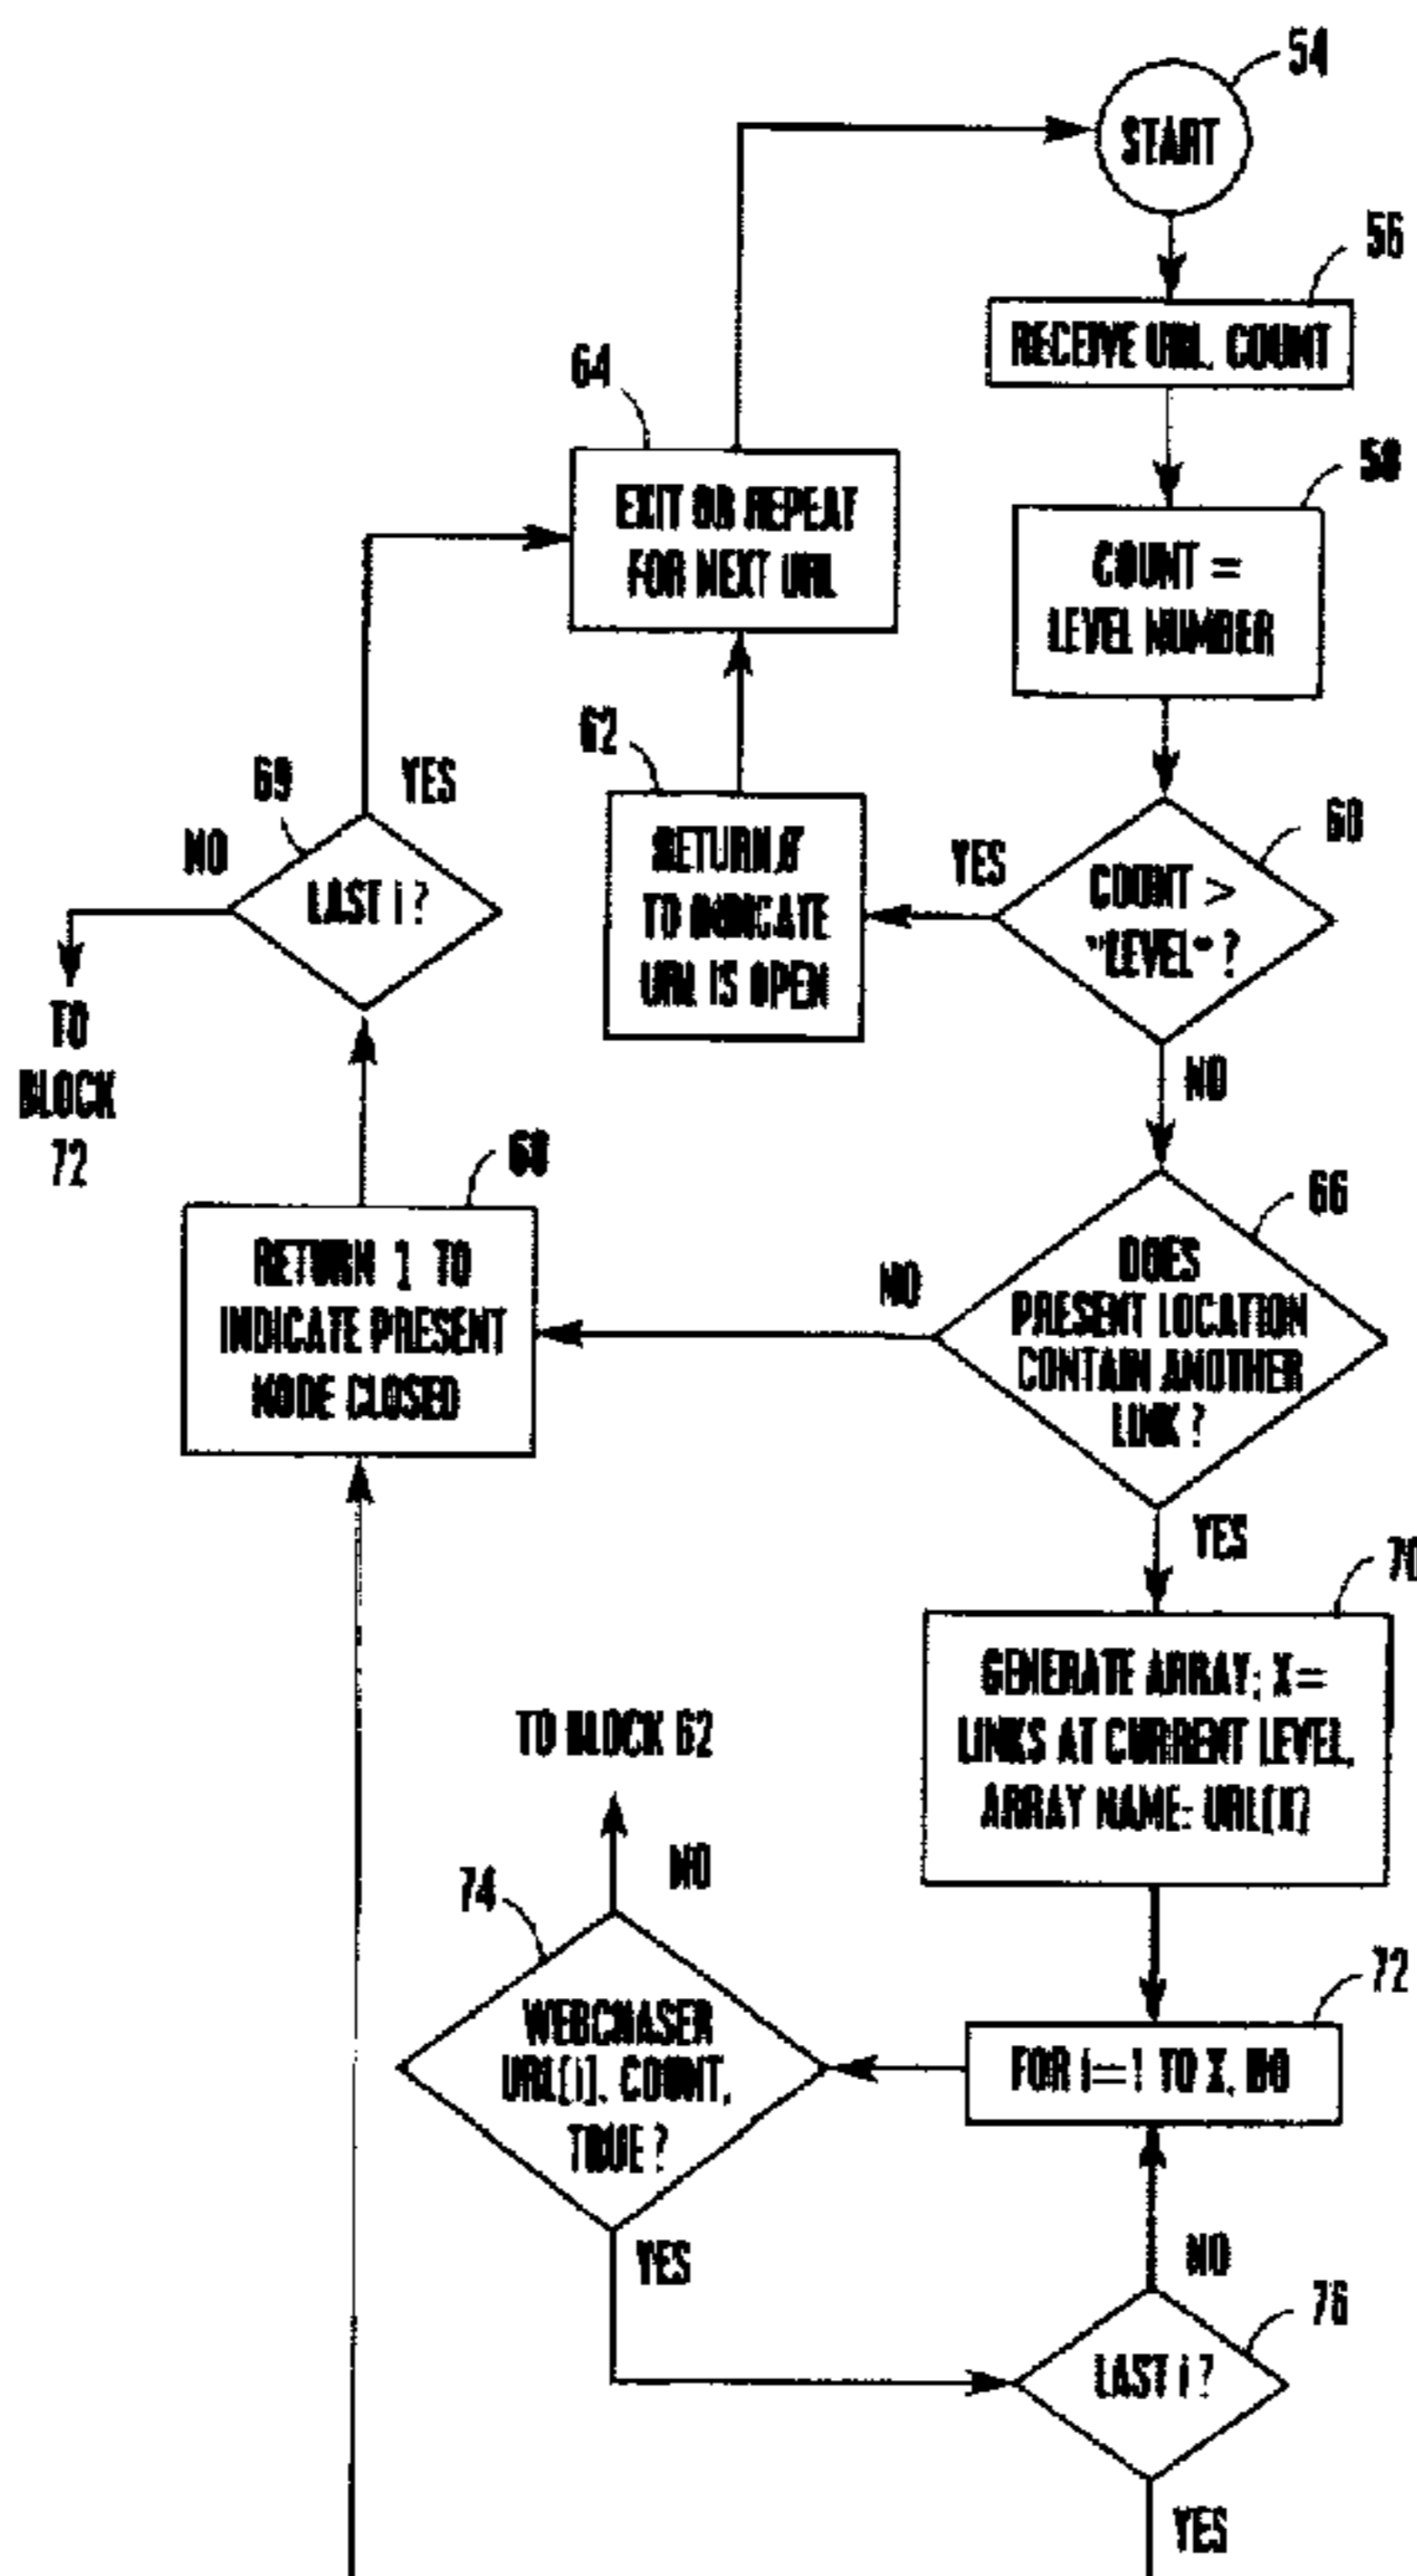 54
START
56
RECEIVE URL, COUNT
64
58
EXIT OR REPEAT
FOR NEXT URL
COUNT =
LEVEL NUMBER
62
69
YES
NO
LAST i ?
RETURN
TO INDICATE
URL IS OPEN
YES
60
COUNT >
"LEVEL" ?
NO
TO
BLOCK
72
68
RETURN 1 TO
INDICATE PRESENT
NODE CLOSED
NO
66
DOES
PRESENT LOCATION
CONTAIN ANOTHER
LINK ?
YES
70
GENERATE ARRAY; X=
LINKS AT CURRENT LEVEL,
ARRAY NAME: URL[X]
TO BLOCK 62
NO
74
WEBCHASER
URL[i], COUNT,
TRUE ?
72
FOR i=1 TO X, DO
YES
NO
76
LAST i ?
YES